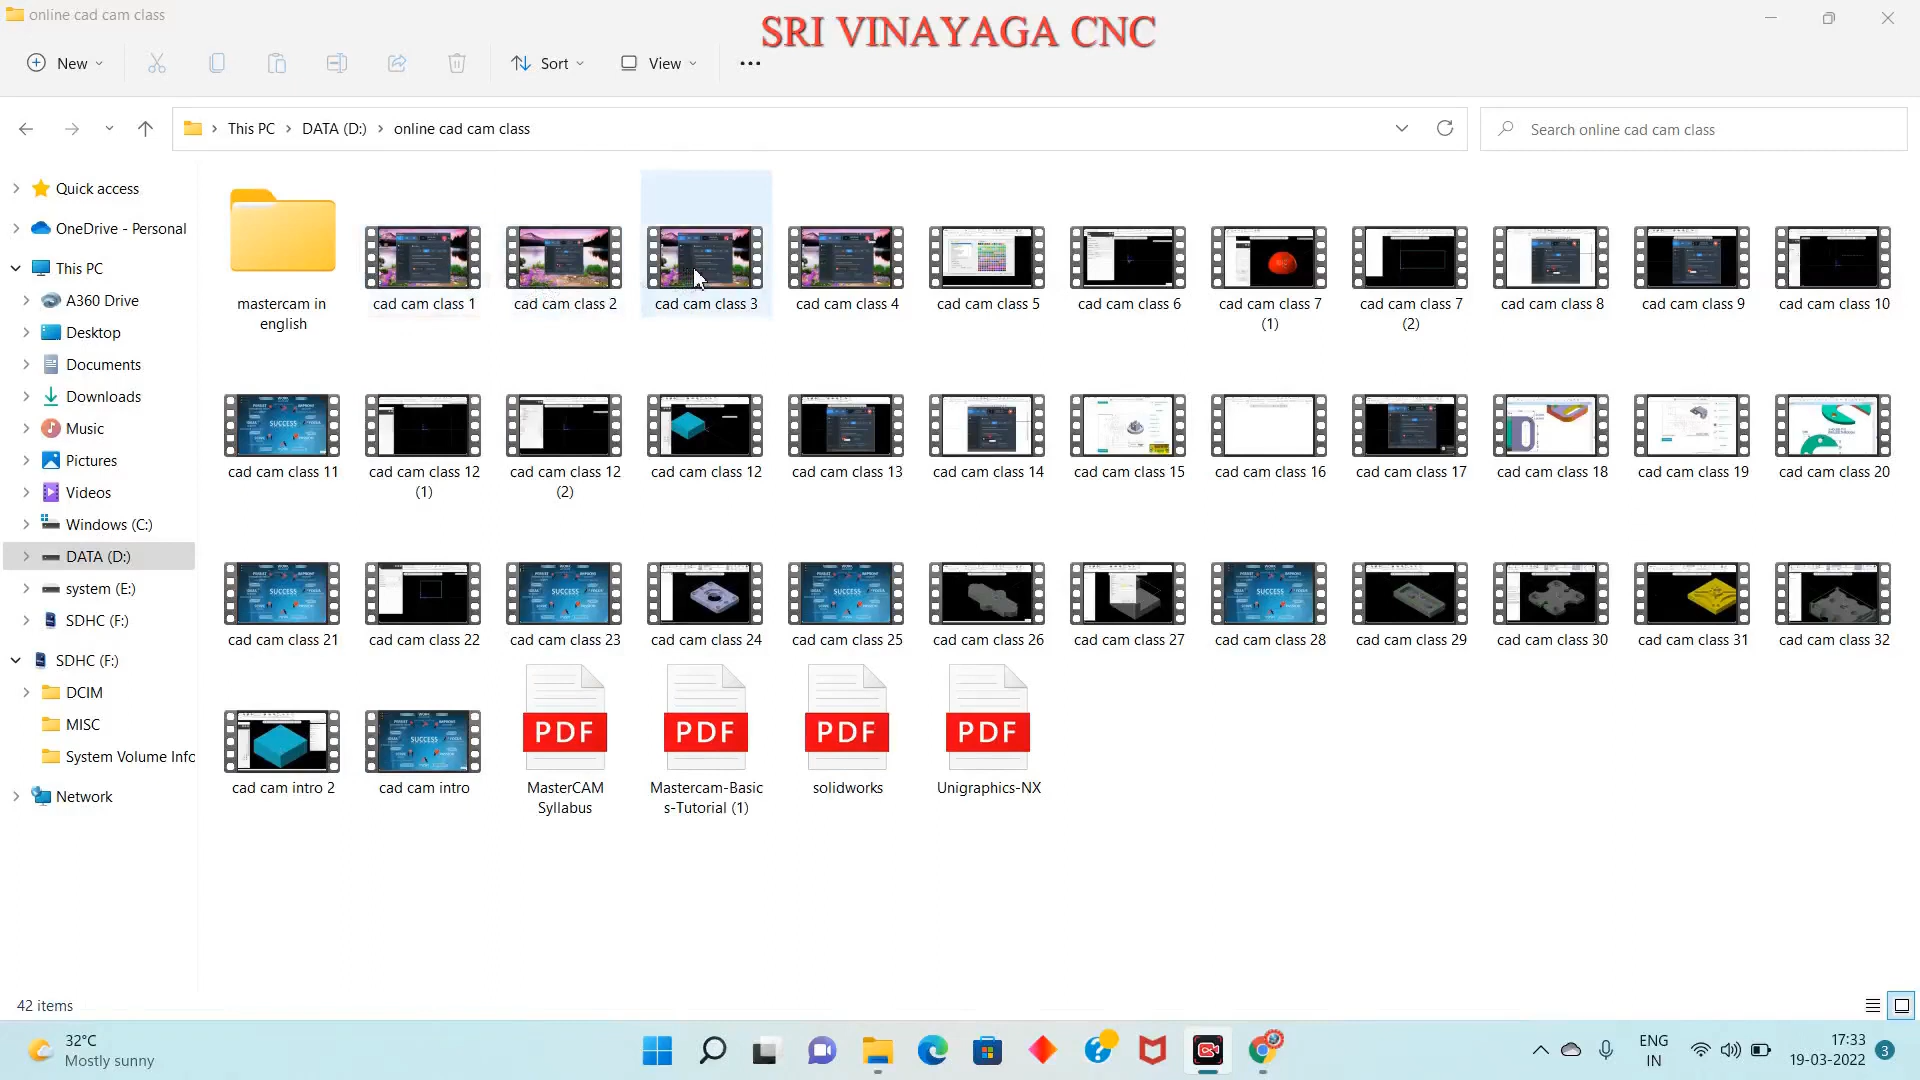 online cad cam class
SRI VINAYAGA CNC
New
Sort
View
This PC
DATA (D:)
online cad cam class
Search online cad cam class
Quick access
OneDrive - Personal
This PC
A360 Drive
Desktop
Documents
Downloads
Music
Pictures
Videos
Windows (C:)
DATA (D:)
system (E:)
SDHC (F:)
SDHC (F:)
DCIM
MISC
System Volume Info
Network
mastercam in
english
cad cam class 1
cad cam class 2
cad cam class 3
cad cam class 4
cad cam class 5
cad cam class 6
cad cam class 7
(1)
cad cam class 7
(2)
cad cam class 8
cad cam class 9
cad cam class 10
SUCCESS
cad cam class 11
cad cam class 12
(1)
cad cam class 12
(2)
cad cam class 12
cad cam class 13
cad cam class 14
cad cam class 15
cad cam class 16
cad cam class 17
cad cam class 18
cad cam class 19
cad cam class 20
SUCCESS
cad cam class 21
cad cam class 22
SUCCESS
cad cam class 23
cad cam class 24
SUCCESS
cad cam class 25
cad cam class 26
cad cam class 27
SUCCESS
cad cam class 28
cad cam class 29
cad cam class 30
cad cam class 31
cad cam class 32
cad cam intro 2
SUCCESS
cad cam intro
PDF
MasterCAM
Syllabus
PDF
Mastercam-Basic
s-Tutorial (1)
PDF
solidworks
PDF
Unigraphics-NX
42 items
32°C
Mostly sunny
ENG
IN
17:33
19-03-2022
3